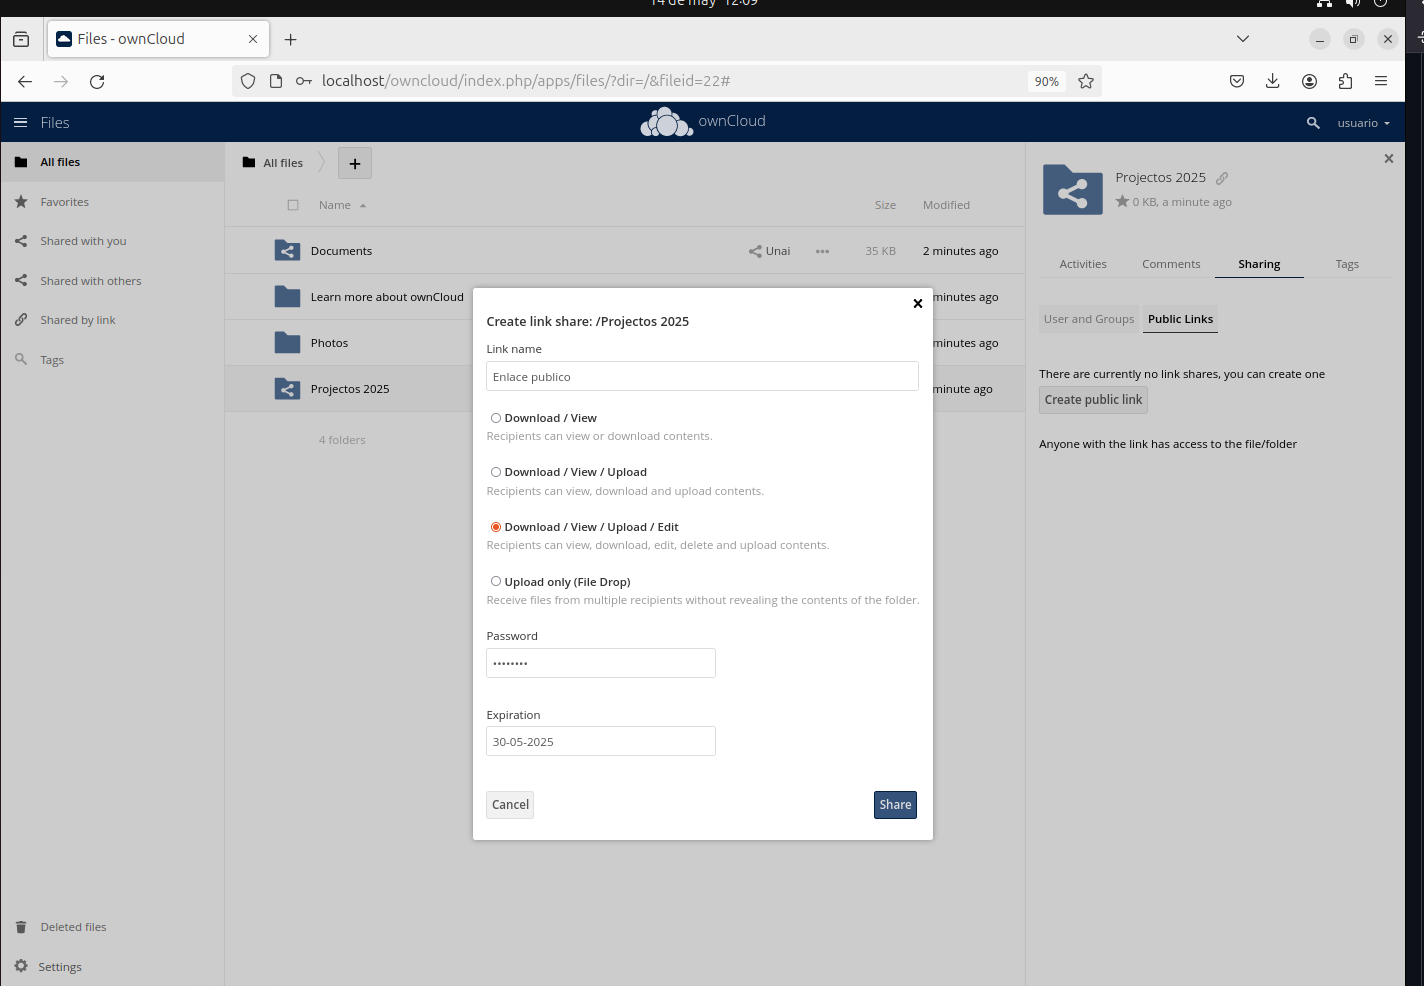 14 de may 12:09
Files - ownCloud
localhost/owncloud/index.php/apps/files/?dir=/&fileid=22#
90%
Files
ownCloud
usuario
All files
Favorites
Shared with you
Shared with others
Shared by link
Tags
Deleted files
Settings
All files
+
Name
Size
Modified
Documents
Unai
35 KB
2 minutes ago
Learn more about ownCloud
minutes ago
Photos
minutes ago
Projectos 2025
minute ago
4 folders
Create link share: /Projectos 2025
Link name
Enlace publico
Download / View
Recipients can view or download contents.
Download / View / Upload
Recipients can view, download and upload contents.
Download / View / Upload / Edit
Recipients can view, download, edit, delete and upload contents.
Upload only (File Drop)
Receive files from multiple recipients without revealing the contents of the folder.
Password
••••••••
Expiration
30-05-2025
Cancel
Share
Projectos 2025
0 KB, a minute ago
Activities
Comments
Sharing
Tags
User and Groups
Public Links
There are currently no link shares, you can create one
Create public link
Anyone with the link has access to the file/folder